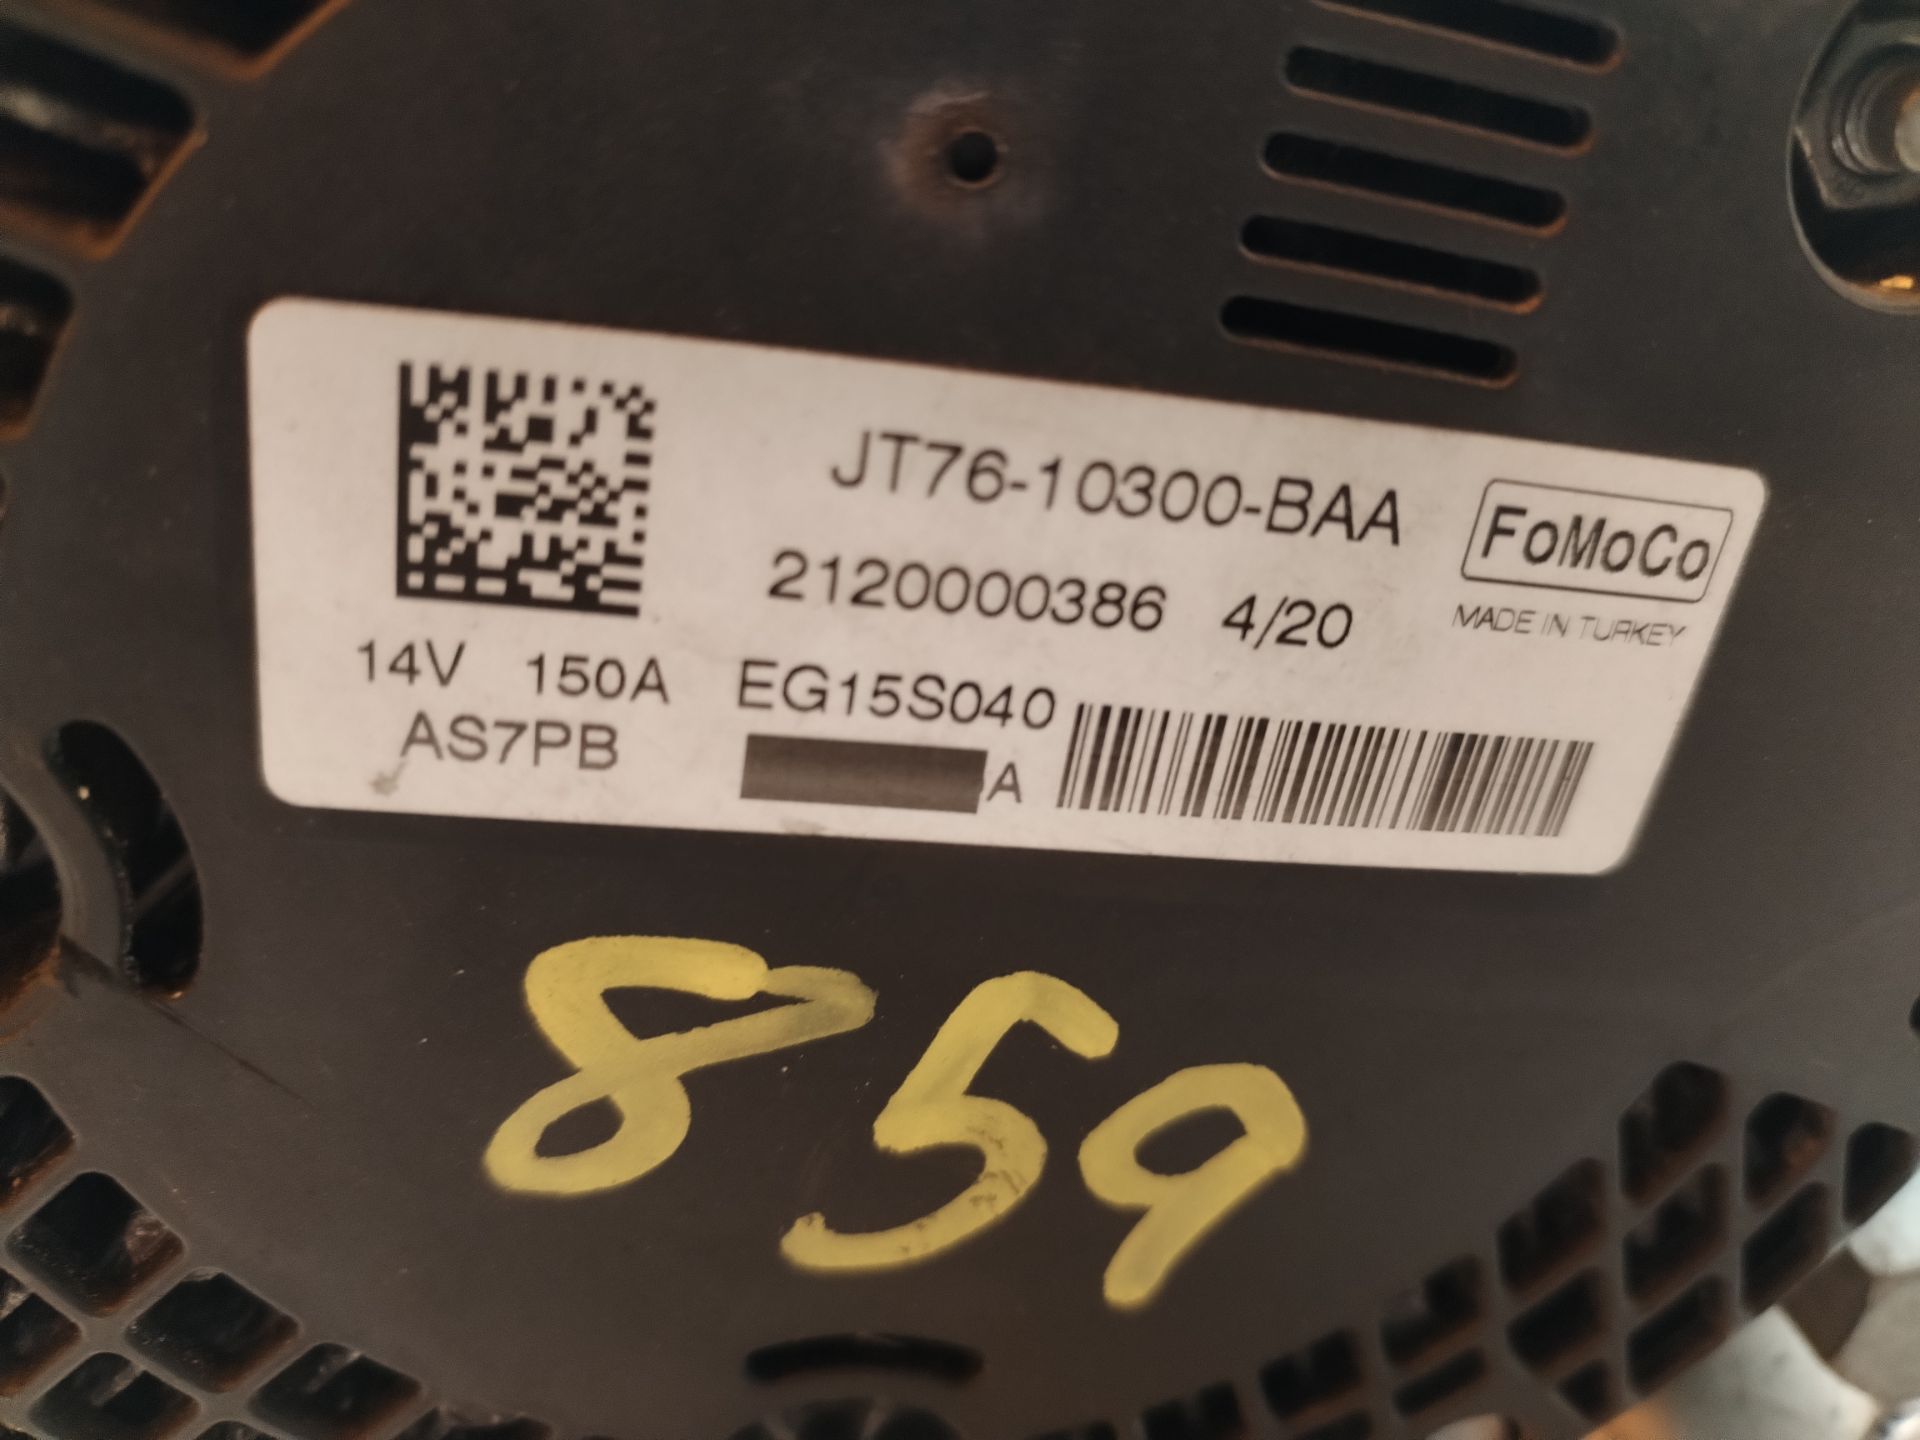 JT76-10300-BAA
FoMoCo
2120000386 4/20
MADE IN TURKEY
14V 150A EG15S040
AS7PB
A
859